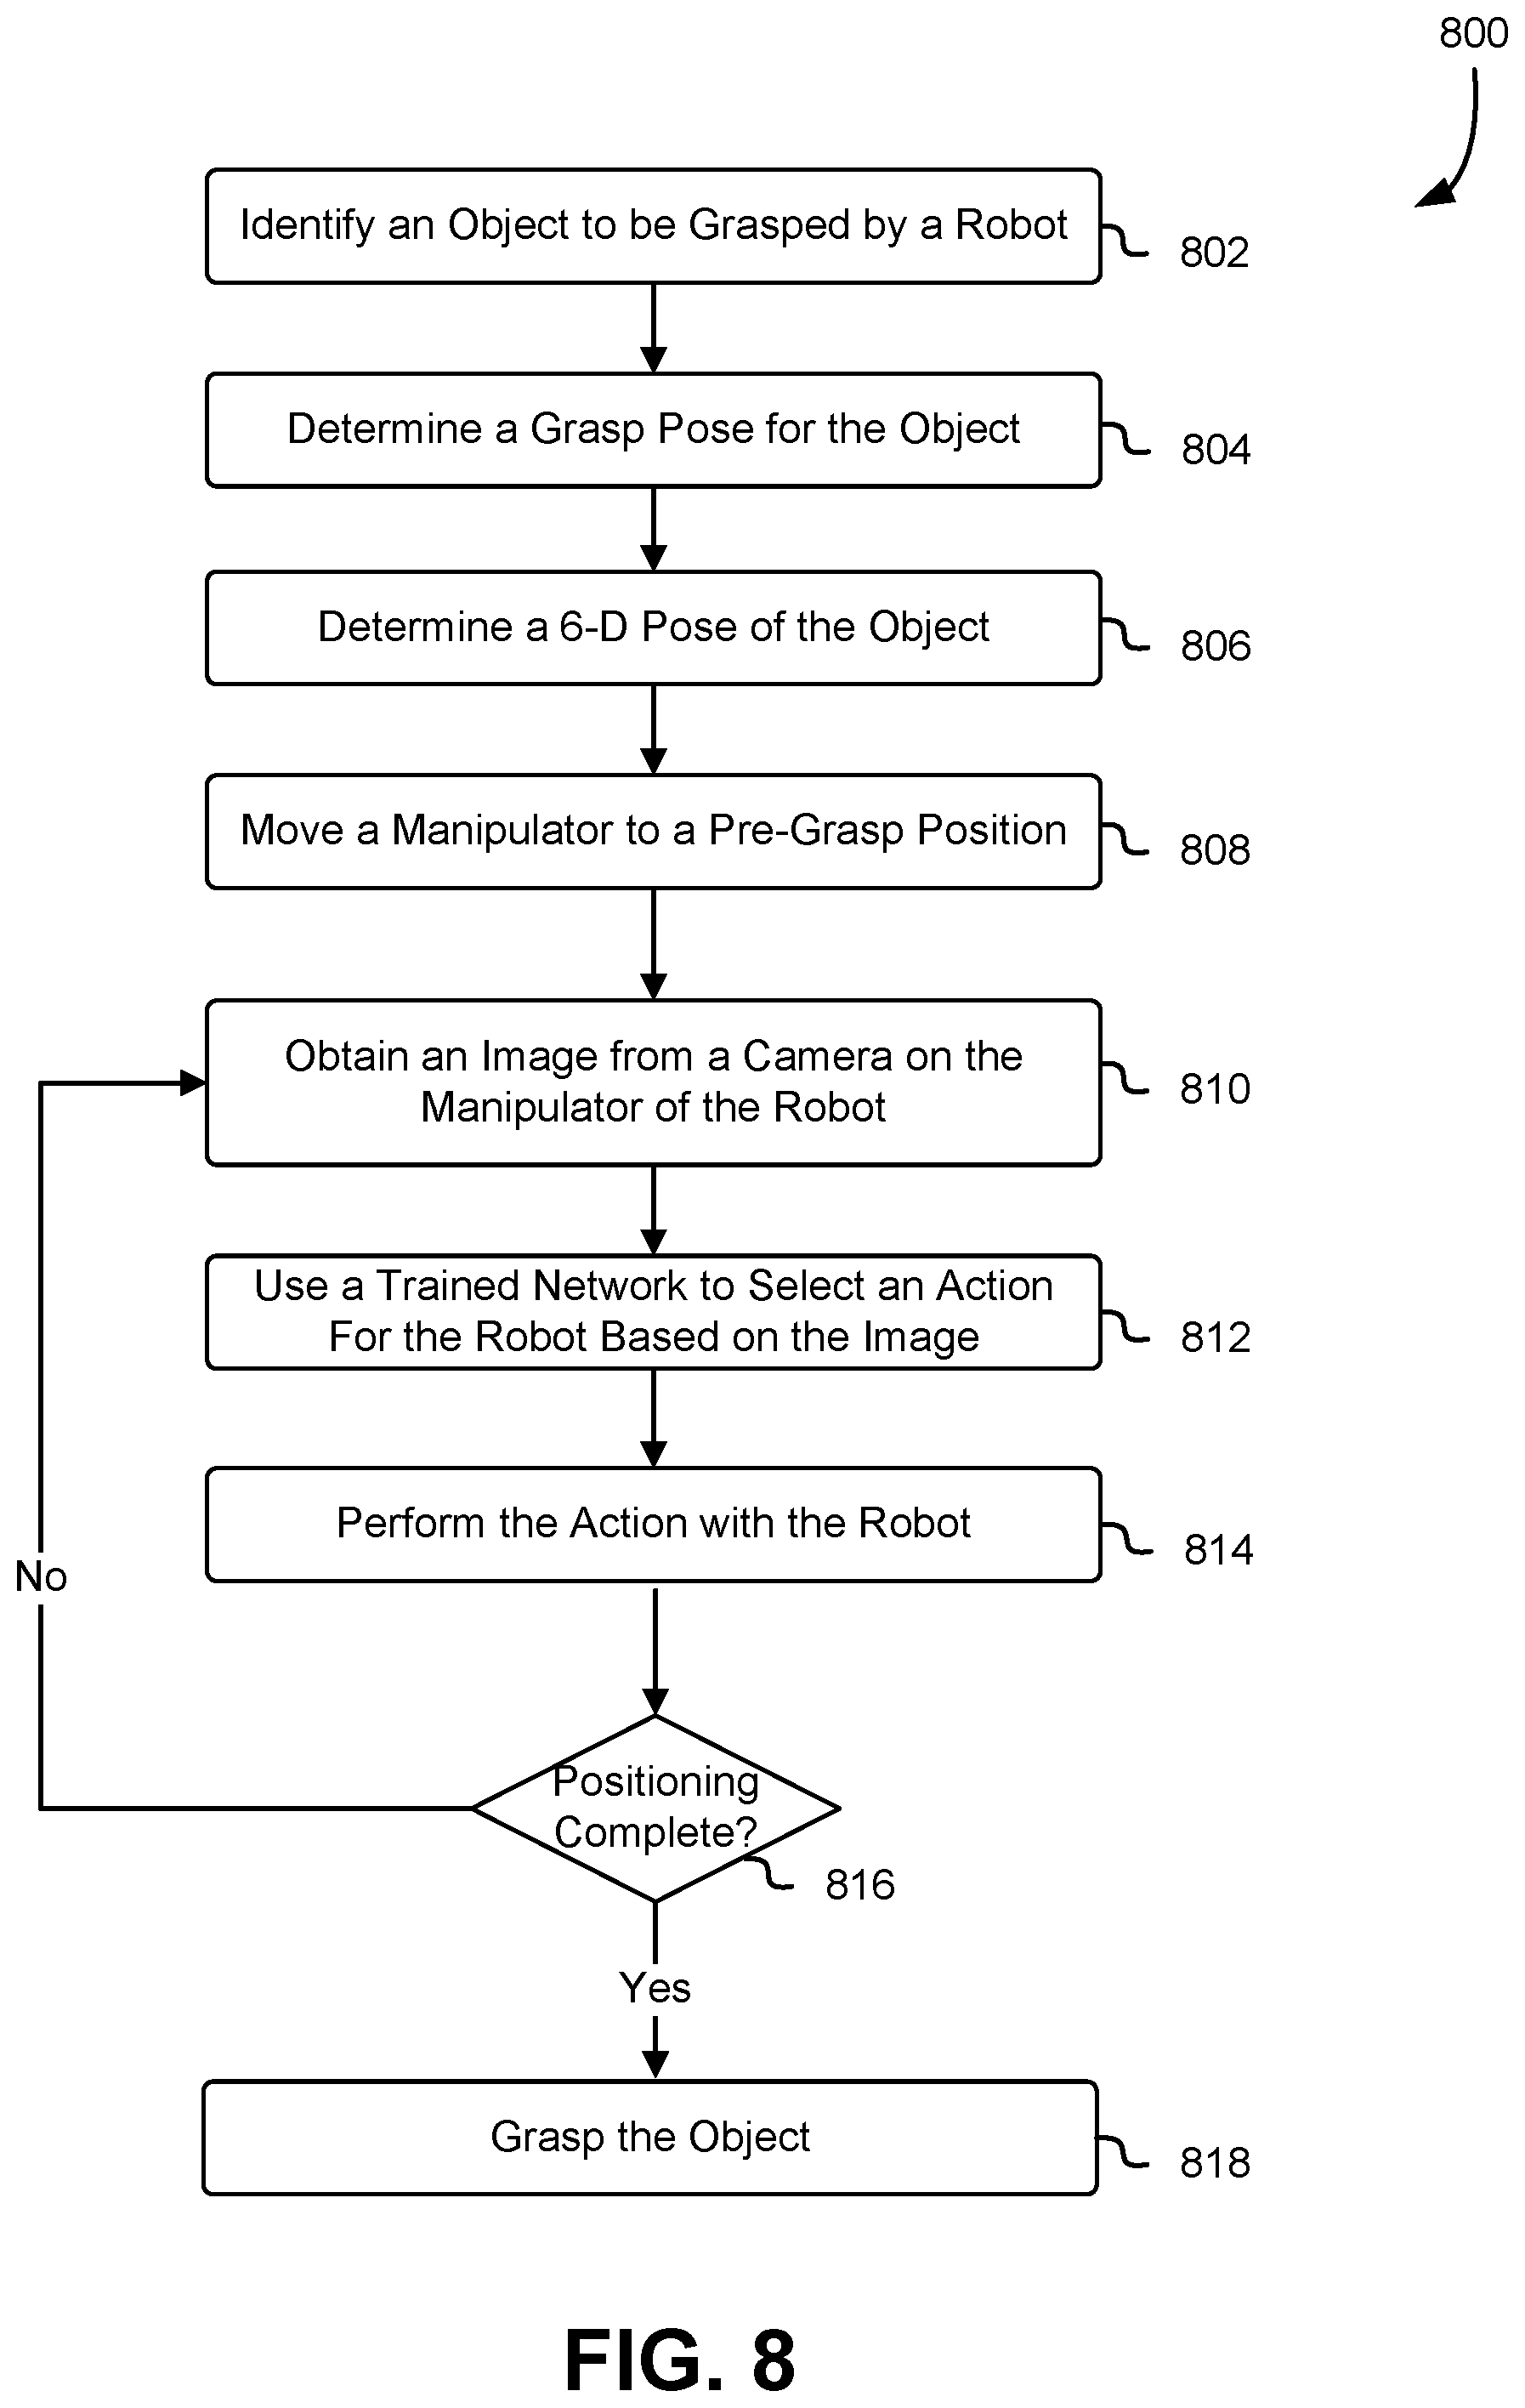 800
Identify an Object to be Grasped by a Robot
802
Determine a Grasp Pose for the Object
804
Determine a 6-D Pose of the Object
806
Move a Manipulator to a Pre-Grasp Position
808
Obtain an Image from a Camera on the
Manipulator of the Robot
810
Use a Trained Network to Select an Action
For the Robot Based on the Image
812
Perform the Action with the Robot
814
No
Positioning
Complete?
816
Yes
Grasp the Object
818
FIG. 8